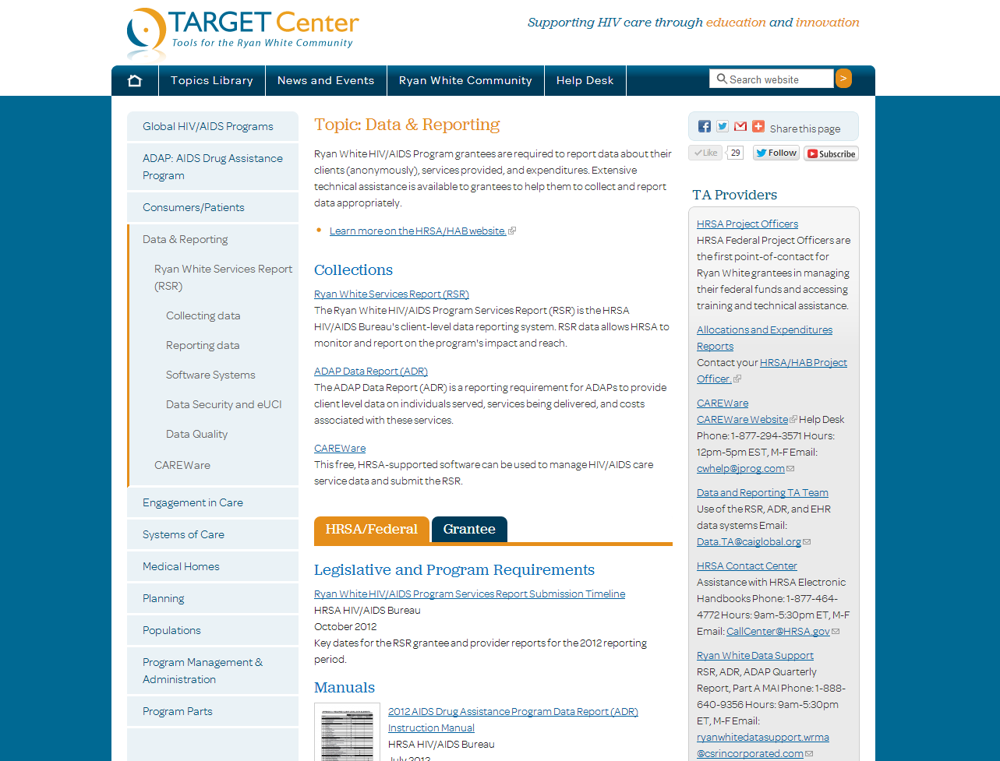 TARGET Center
Tools for the Ryan White Community
Supporting HIV care through education and innovation
Topics Library
News and Events
Ryan White Community
Help Desk
Search website
>
Global HIV/AIDS Programs
ADAP: AIDS Drug Assistance
Program
Consumers/Patients
Data & Reporting
Ryan White Services Report
(RSR)
Collecting data
Reporting data
Software Systems
Data Security and eUCI
Data Quality
CAREWare
Engagement in Care
Systems of Care
Medical Homes
Planning
Populations
Program Management &
Administration
Program Parts
Topic: Data & Reporting
Ryan White HIV/AIDS Program grantees are required to report data about their
clients (anonymously), services provided, and expenditures. Extensive
technical assistance is available to grantees to help them to collect and report
data appropriately.
Learn more on the HRSA/HAB website.
Collections
Ryan White Services Report (RSR)
The Ryan White HIV/AIDS Program Services Report (RSR) is the HRSA
HIV/AIDS Bureau's client-level data reporting system. RSR data allows HRSA to
monitor and report on the program's impact and reach.
ADAP Data Report (ADR)
The ADAP Data Report (ADR) is a reporting requirement for ADAPs to provide
client level data on individuals served, services being delivered, and costs
associated with these services.
CAREWare
This free, HRSA-supported software can be used to manage HIV/AIDS care
service data and submit the RSR.
HRSA/Federal
Grantee
Legislative and Program Requirements
Ryan White HIV/AIDS Program Services Report Submission Timeline
HRSA HIV/AIDS Bureau
October 2012
Key dates for the RSR grantee and provider reports for the 2012 reporting
period.
Manuals
2012 AIDS Drug Assistance Program Data Report (ADR)
Instruction Manual
HRSA HIV/AIDS Bureau
July 2012
Share this page
Like
29
Follow
Subscribe
TA Providers
HRSA Project Officers
HRSA Federal Project Officers are
the first point-of-contact for
Ryan White grantees in managing
their federal funds and accessing
training and technical assistance.
Allocations and Expenditures
Reports
Contact your HRSA/HAB Project
Officer.
CAREWare
CAREWare Website Help Desk
Phone: 1-877-294-3571 Hours:
12pm-5pm EST, M-F Email:
cwhelp@jprog.com
Data and Reporting TA Team
Use of the RSR, ADR, and EHR
data systems Email:
Data.TA@caiglobal.org
HRSA Contact Center
Assistance with HRSA Electronic
Handbooks Phone: 1-877-464-
4772 Hours: 9am-5:30pm ET, M-F
Email: CallCenter@HRSA.gov
Ryan White Data Support
RSR, ADR, ADAP Quarterly
Report, Part A MAI Phone: 1-888-
640-9356 Hours: 9am-5:30pm
ET, M-F Email:
ryanwhitedatasupport.wrma
@csrincorporated.com